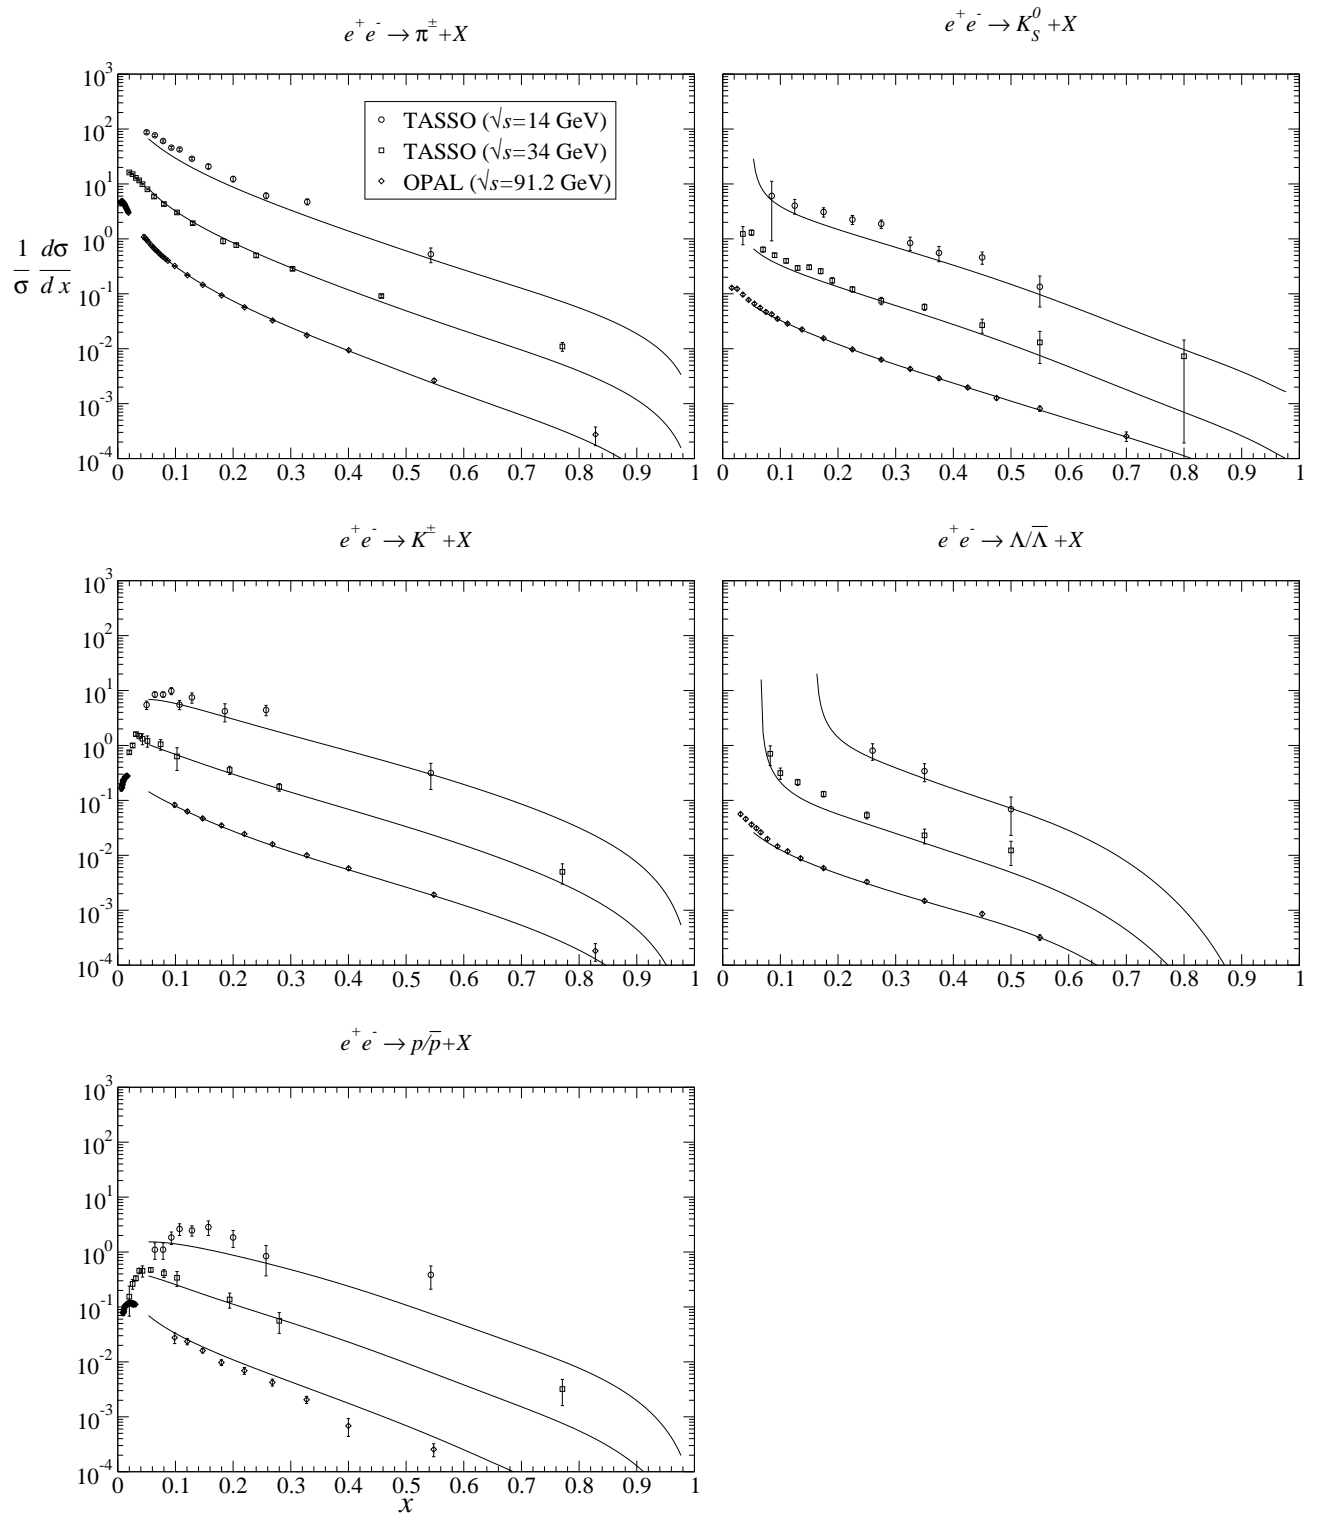 e⁺e⁻ → π± +X
10³
10²
10¹
10⁰
10⁻¹
10⁻²
10⁻³
10⁻⁴
0 0.1 0.2 0.3 0.4 0.5 0.6 0.7 0.8 0.9 1
TASSO (√s=14 GeV)
TASSO (√s=34 GeV)
OPAL (√s=91.2 GeV)
1/σ dσ/dx
e⁺e⁻ → K_S⁰ +X
0 0.1 0.2 0.3 0.4 0.5 0.6 0.7 0.8 0.9 1
e⁺e⁻ → K± +X
10³
10²
10¹
10⁰
10⁻¹
10⁻²
10⁻³
10⁻⁴
0 0.1 0.2 0.3 0.4 0.5 0.6 0.7 0.8 0.9 1
e⁺e⁻ → Λ/Λ̅ +X
0 0.1 0.2 0.3 0.4 0.5 0.6 0.7 0.8 0.9 1
e⁺e⁻ → p/p̅+X
10³
10²
10¹
10⁰
10⁻¹
10⁻²
10⁻³
10⁻⁴
0 0.1 0.2 0.3 0.4 0.5 0.6 0.7 0.8 0.9 1
x